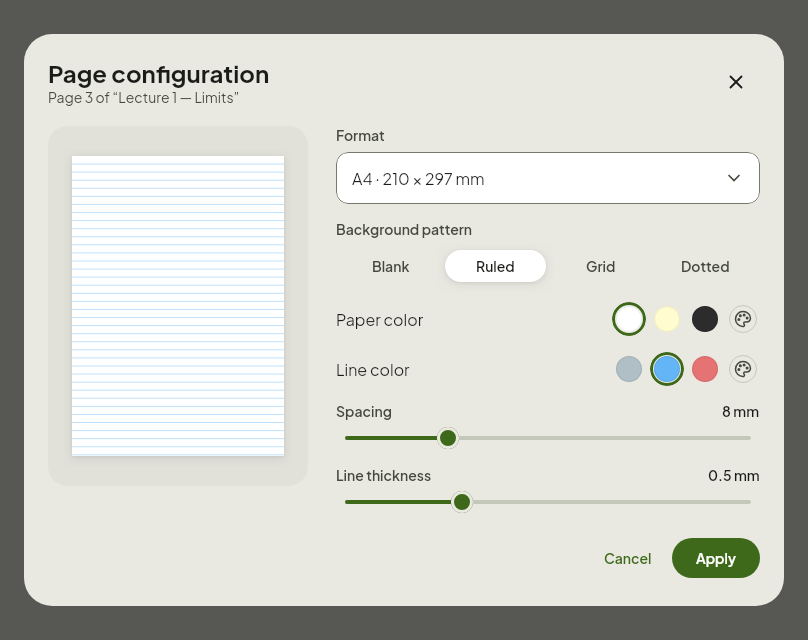 Page configuration
Page 3 of “Lecture 1 — Limits”
Format
A4 · 210 × 297 mm
Background pattern
Blank Ruled Grid Dotted
Paper color
Line color
Spacing 8 mm
Line thickness 0.5 mm
Cancel Apply